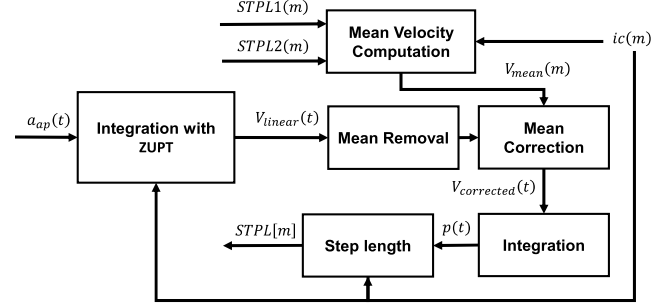 STPL1(m)
STPL2(m)
Mean Velocity
Computation
ic(m)
V_mean(m)
a_ap(t)
Integration with
ZUPT
V_linear(t)
Mean Removal
Mean
Correction
V_corrected(t)
STPL[m]
Step length
p(t)
Integration